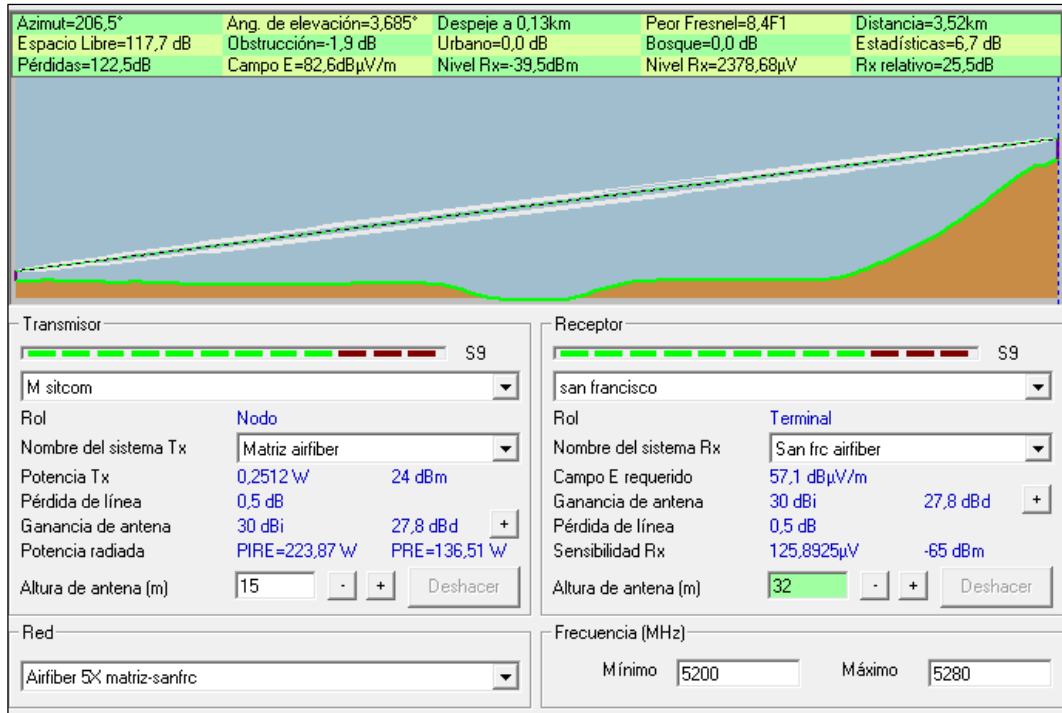 Azimut=206,5° Ang. de elevación=3,685° Despeje a 0,13km Peor Fresnel=8,4F1 Distancia=3,52km
Espacio Libre=117,7 dB Obstrucción=-1,9 dB Urbano=0,0 dB Bosque=0,0 dB Estadísticas=6,7 dB
Pérdidas=122,5dB Campo E=82,6dBµV/m Nivel Rx=-39,5dBm Nivel Rx=2378,68µV Rx relativo=25,5dB
Transmisor
S9
M sitcom
Rol Nodo
Nombre del sistema Tx Matriz airfiber
Potencia Tx 0,2512 W 24 dBm
Pérdida de línea 0,5 dB
Ganancia de antena 30 dBi 27,8 dBd +
Potencia radiada PIRE=223,87 W PRE=136,51 W
Altura de antena (m) 15 - + Deshacer
Receptor
S9
san francisco
Rol Terminal
Nombre del sistema Rx San frc airfiber
Campo E requerido 57,1 dBµV/m
Ganancia de antena 30 dBi 27,8 dBd +
Pérdida de línea 0,5 dB
Sensibilidad Rx 125,8925µV -65 dBm
Altura de antena (m) 32 - + Deshacer
Red
Airfiber 5X matriz-sanfrc
Frecuencia (MHz)
Mínimo 5200 Máximo 5280